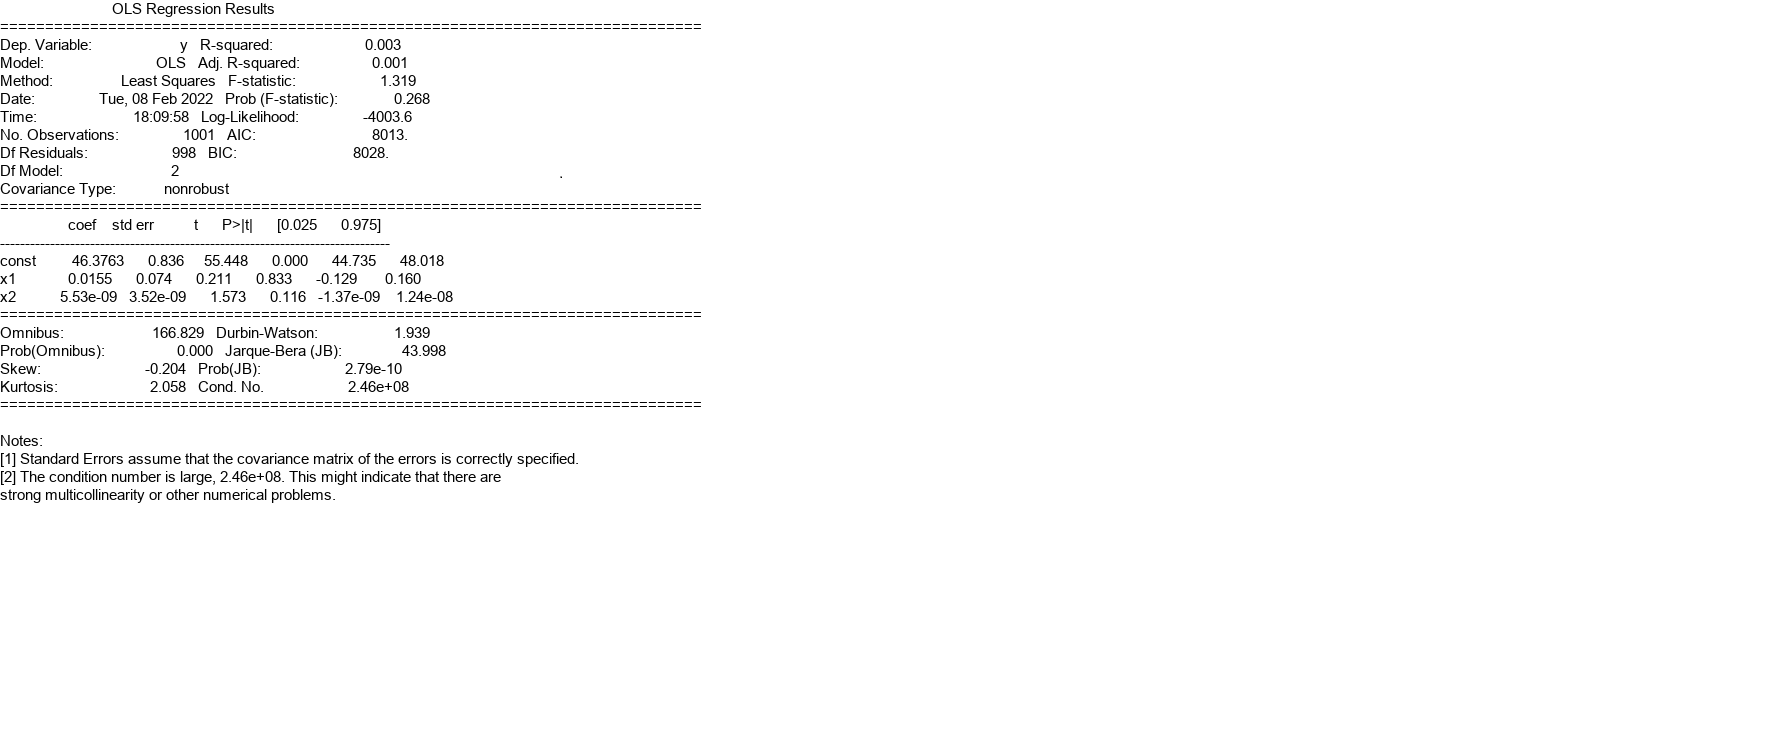 OLS Regression Results
==============================================================================
Dep. Variable: y R-squared: 0.003
Model: OLS Adj. R-squared: 0.001
Method: Least Squares F-statistic: 1.319
Date: Tue, 08 Feb 2022 Prob (F-statistic): 0.268
Time: 18:09:58 Log-Likelihood: -4003.6
No. Observations: 1001 AIC: 8013.
Df Residuals: 998 BIC: 8028.
Df Model: 2 .
Covariance Type: nonrobust
==============================================================================
coef std err t P>|t| [0.025 0.975]
------------------------------------------------------------------------------
const 46.3763 0.836 55.448 0.000 44.735 48.018
x1 0.0155 0.074 0.211 0.833 -0.129 0.160
x2 5.53e-09 3.52e-09 1.573 0.116 -1.37e-09 1.24e-08
==============================================================================
Omnibus: 166.829 Durbin-Watson: 1.939
Prob(Omnibus): 0.000 Jarque-Bera (JB): 43.998
Skew: -0.204 Prob(JB): 2.79e-10
Kurtosis: 2.058 Cond. No. 2.46e+08
==============================================================================
Notes:
[1] Standard Errors assume that the covariance matrix of the errors is correctly specified.
[2] The condition number is large, 2.46e+08. This might indicate that there are
strong multicollinearity or other numerical problems.